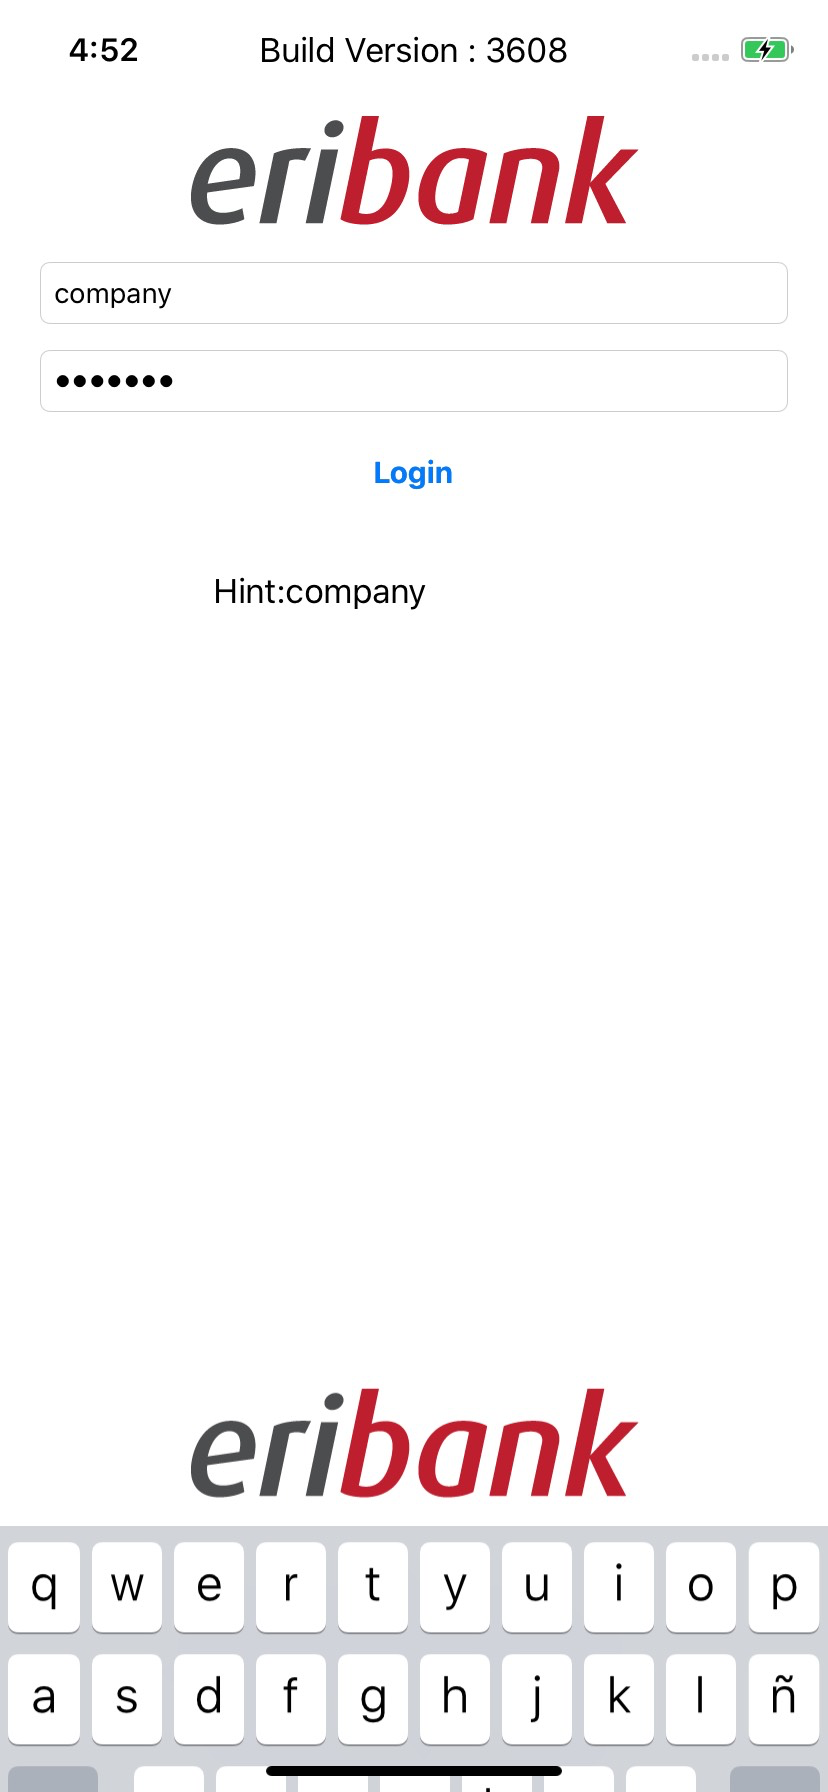 4:52 Build Version : 3608
eribank
company
•••••••
Login
Hint:company
eribank
q w e r t y u i o p
a s d f g h j k l ñ